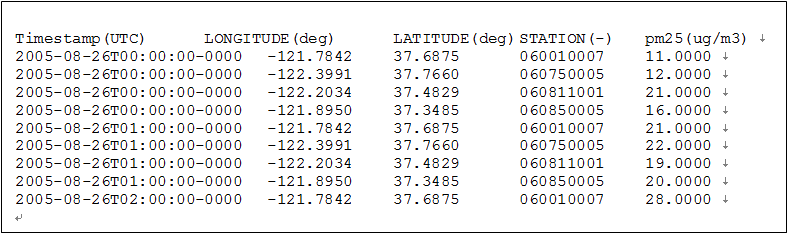 Timestamp(UTC) LONGITUDE(deg) LATITUDE(deg) STATION(-) pm25(ug/m3) ↓
2005-08-26T00:00:00-0000 -121.7842 37.6875 060010007 11.0000 ↓
2005-08-26T00:00:00-0000 -122.3991 37.7660 060750005 12.0000 ↓
2005-08-26T00:00:00-0000 -122.2034 37.4829 060811001 21.0000 ↓
2005-08-26T00:00:00-0000 -121.8950 37.3485 060850005 16.0000 ↓
2005-08-26T01:00:00-0000 -121.7842 37.6875 060010007 21.0000 ↓
2005-08-26T01:00:00-0000 -122.3991 37.7660 060750005 22.0000 ↓
2005-08-26T01:00:00-0000 -122.2034 37.4829 060811001 19.0000 ↓
2005-08-26T01:00:00-0000 -121.8950 37.3485 060850005 20.0000 ↓
2005-08-26T02:00:00-0000 -121.7842 37.6875 060010007 28.0000 ↓
↵